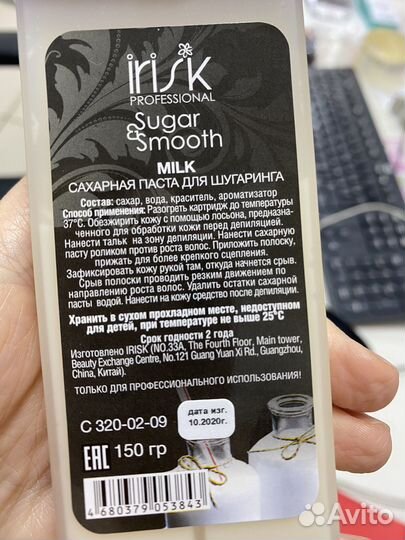 irisk
PROFESSIONAL
Sugar
& Smooth
MILK
САХАРНАЯ ПАСТА ДЛЯ ШУГАРИНГА
Состав: сахар, вода, краситель, ароматизатор
Способ применения: Разогреть картридж до температуры
37°C. Обезжирить кожу с помощью лосьона, предназна-
ченного для обработки кожи перед депиляцией.
Нанести тальк на зону депиляции. Нанести сахарную
пасту роликом против роста волос. Приложить полоску,
прижать для более крепкого сцепления.
Зафиксировать кожу рукой там, откуда начнется срыв.
Срыв полоски проводить резким движением по
направлению роста волос. Удалить остатки сахарной
пасты водой. Нанести на кожу средство после депиляции.
Хранить в сухом прохладном месте, недоступном
для детей, при температуре не выше 25°C
Срок годности 2 года
Изготовлено IRISK (NO.33A, The Fourth Floor, Main tower,
Beauty Exchange Centre, No.121 Guang Yuan Xi Rd., Guangzhou,
China, Китай).
ТОЛЬКО ДЛЯ ПРОФЕССИОНАЛЬНОГО ИСПОЛЬЗОВАНИЯ
С 320-02-09
дата изг.
10.2020г.
EAC 150 гр
4 680379 053843
Avito